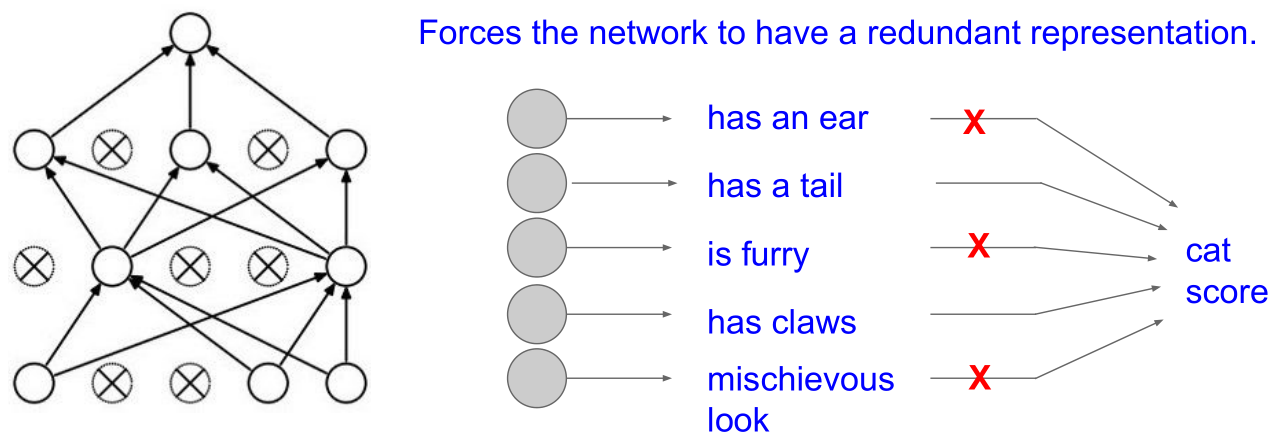 Forces the network to have a redundant representation.
has an ear
X
has a tail
is furry
X
cat
score
has claws
mischievous
look
X